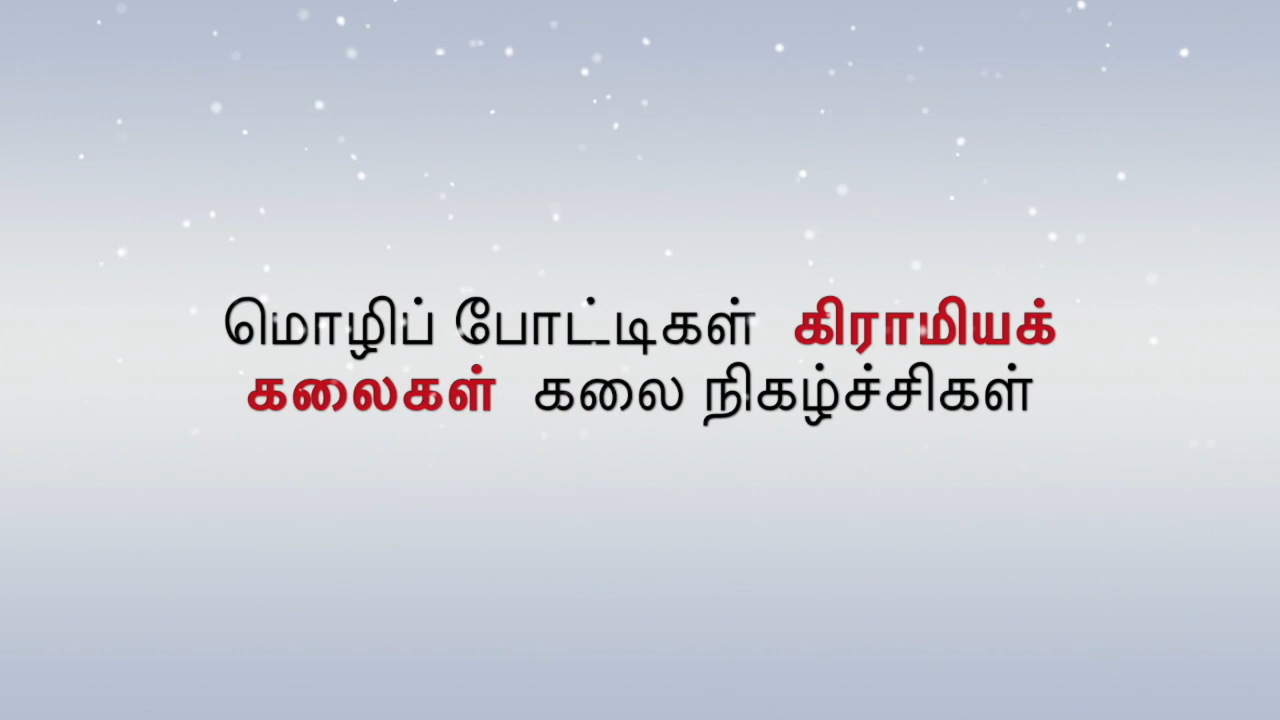 மொழிப் போட்டிகள் கிராமியக்
கலைகள் கலை நிகழ்ச்சிகள்